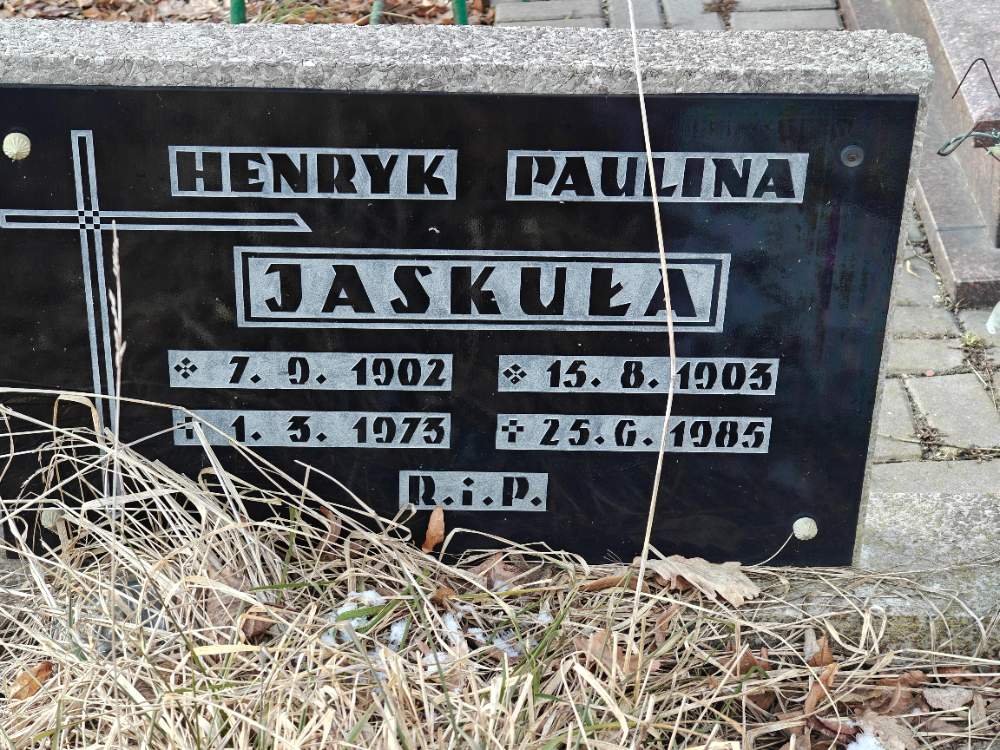 HENRYK PAULINA
JASKUŁA
7. 9. 1902 15. 8. 1903
✝ 1. 3. 1973 ✝ 25. 6. 1985
R.i.P.